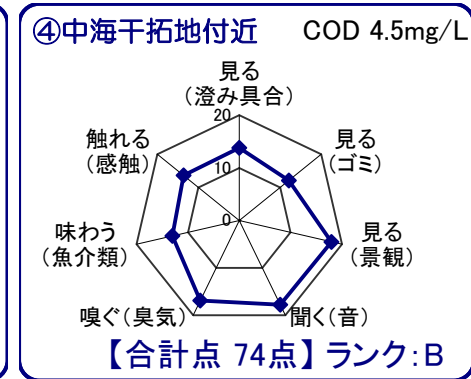 ④中海干拓地付近 COD 4.5mg/L
見る
(澄み具合)
20
触れる
(感触)
見る
(ゴミ)
10
0
味わう
(魚介類)
見る
(景観)
嗅ぐ(臭気)
聞く(音)
【合計点 74点】ランク:B